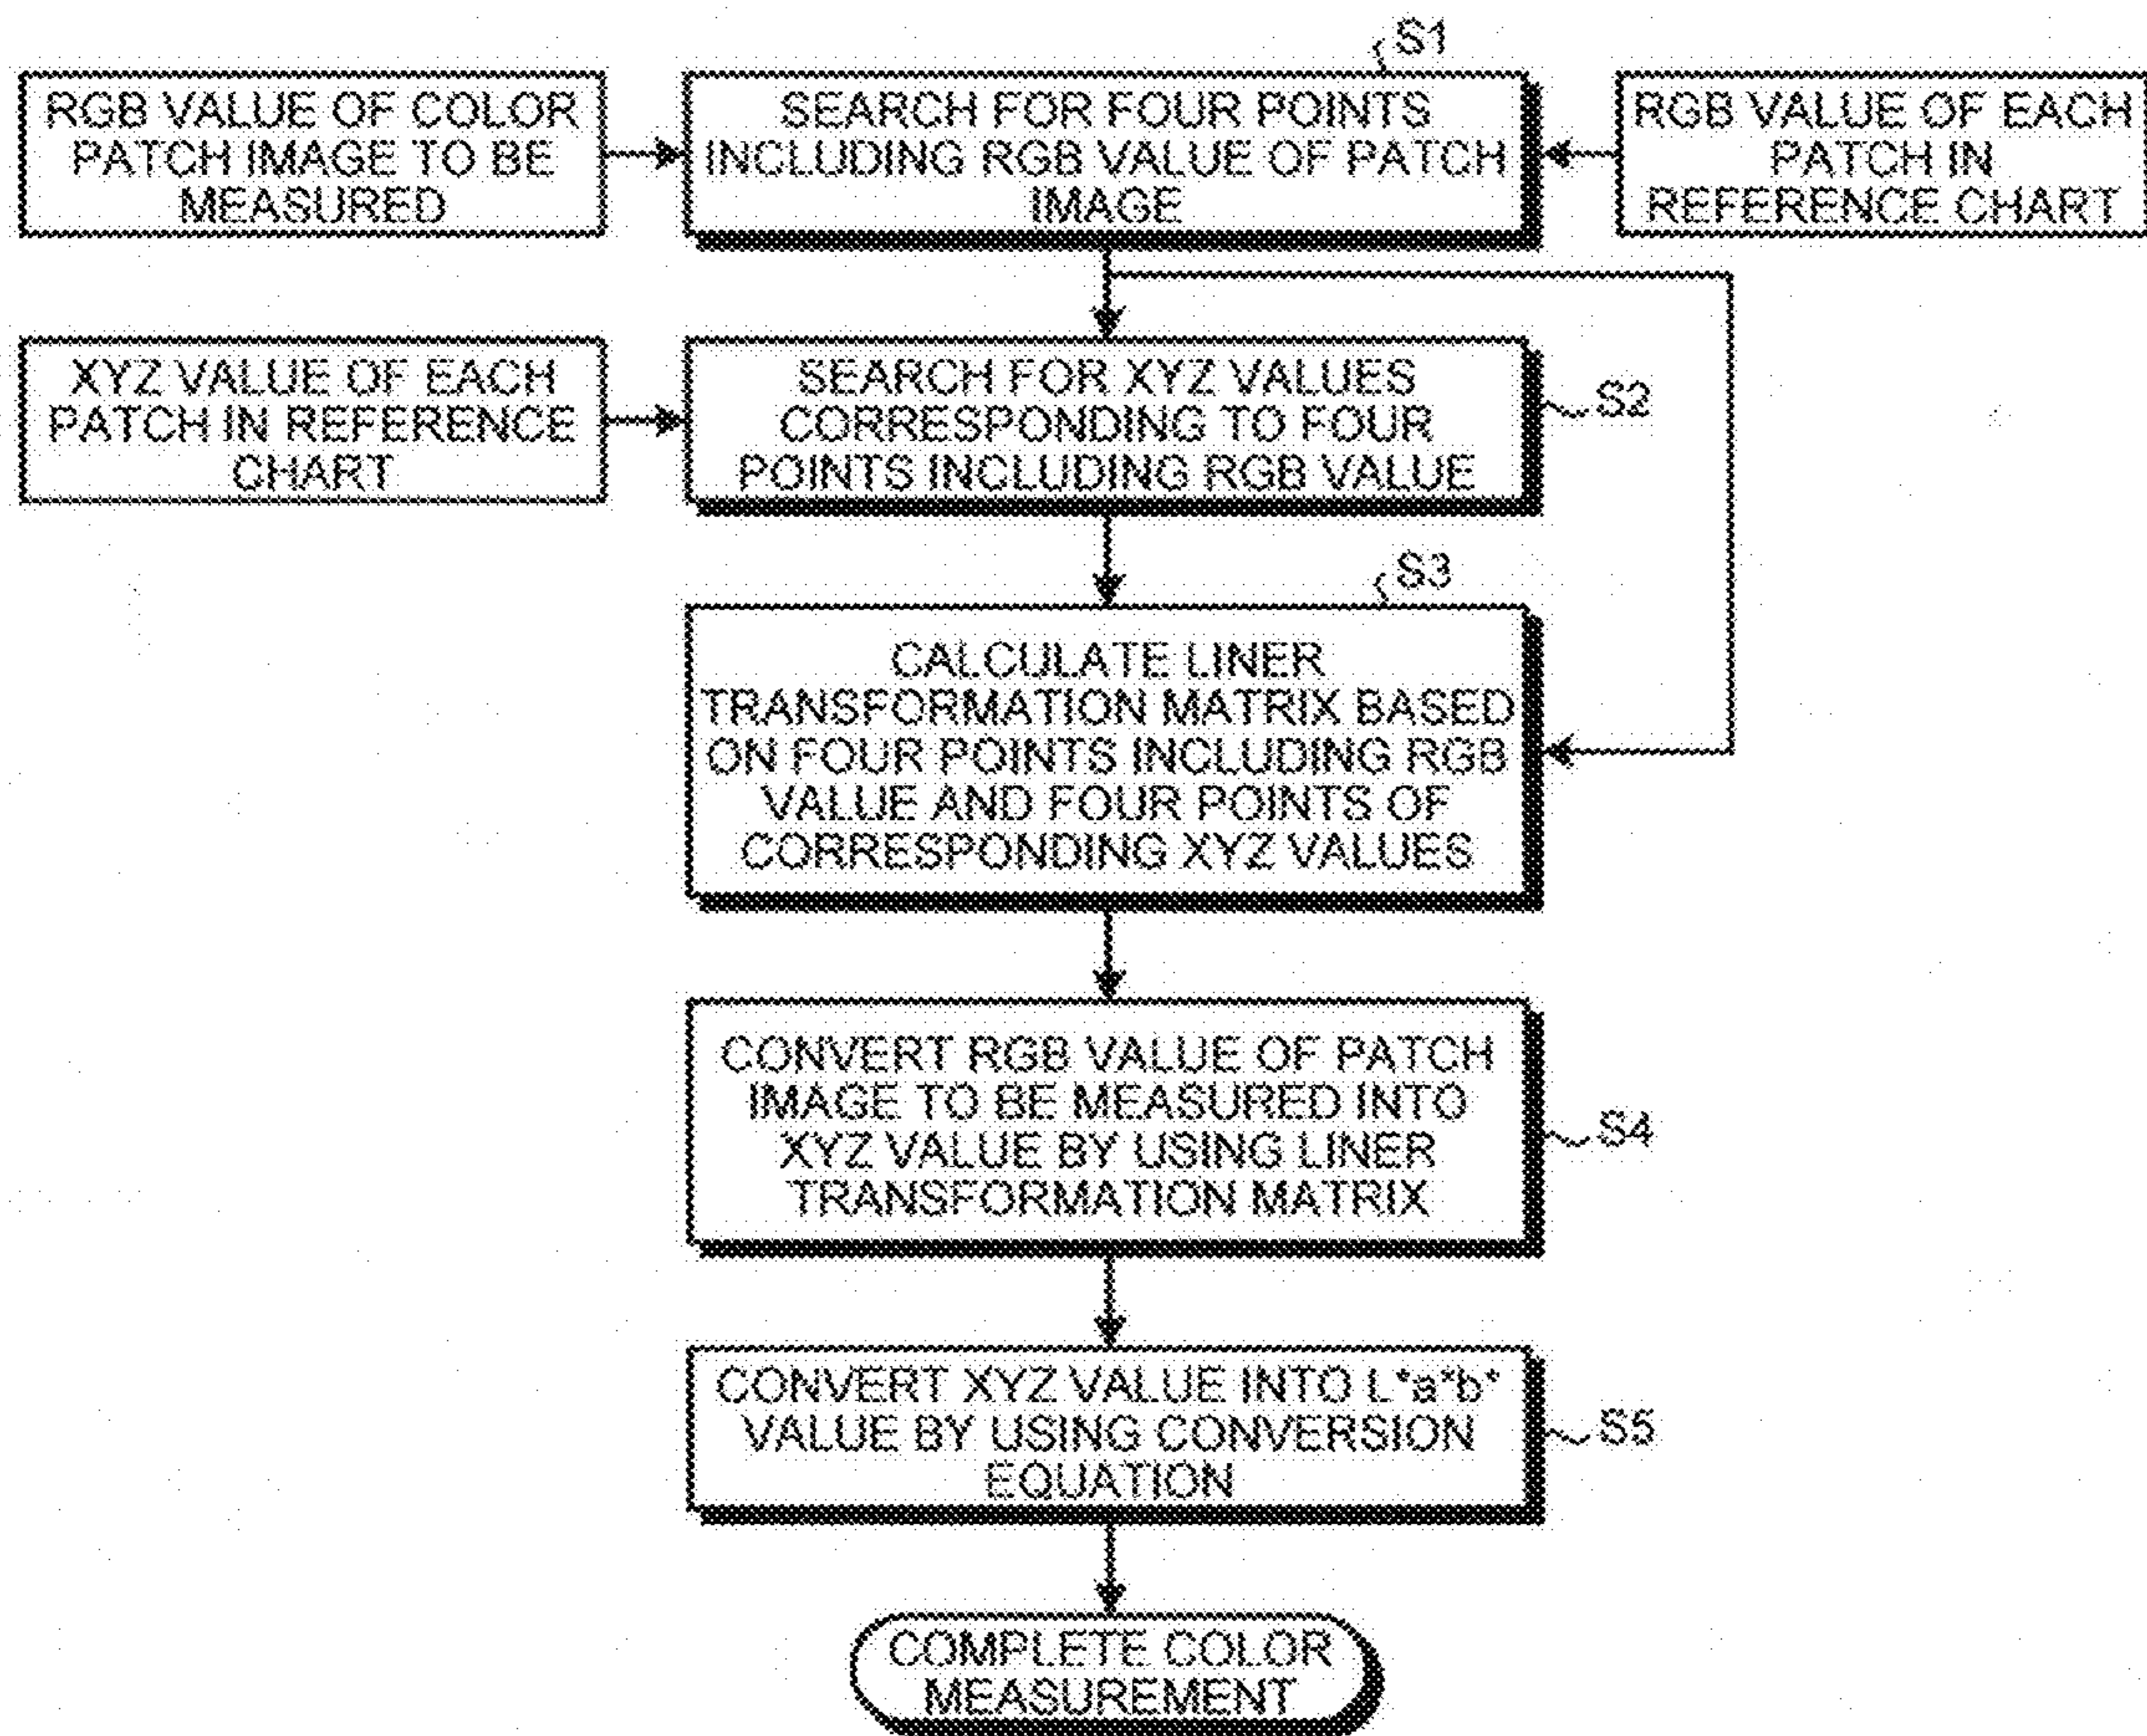 S1
RGB VALUE OF COLOR
PATCH IMAGE TO BE
MEASURED
SEARCH FOR FOUR POINTS
INCLUDING RGB VALUE OF PATCH
IMAGE
RGB VALUE OF EACH
PATCH IN
REFERENCE CHART
XYZ VALUE OF EACH
PATCH IN REFERENCE
CHART
SEARCH FOR XYZ VALUES
CORRESPONDING TO FOUR
POINTS INCLUDING RGB VALUE
S2
S3
CALCULATE LINER
TRANSFORMATION MATRIX BASED
ON FOUR POINTS INCLUDING RGB
VALUE AND FOUR POINTS OF
CORRESPONDING XYZ VALUES
CONVERT RGB VALUE OF PATCH
IMAGE TO BE MEASURED INTO
XYZ VALUE BY USING LINER
TRANSFORMATION MATRIX
S4
CONVERT XYZ VALUE INTO L*a*b*
VALUE BY USING CONVERSION
EQUATION
S5
COMPLETE COLOR
MEASUREMENT